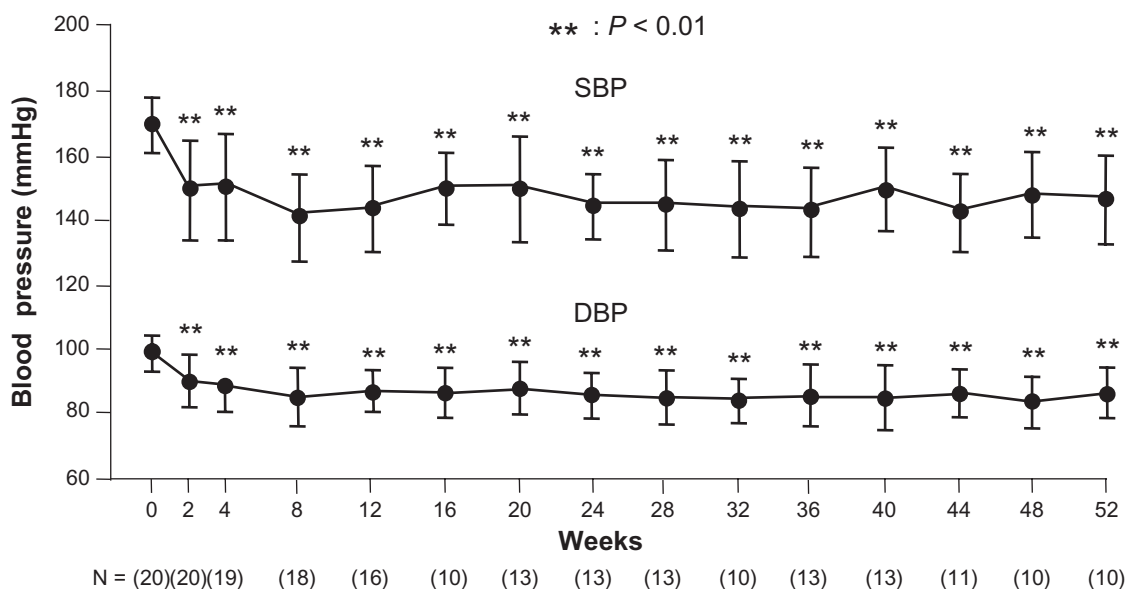 ** : P < 0.01
SBP
DBP
Blood pressure (mmHg)
200
180
160
140
120
100
80
60
** ** ** ** ** ** ** ** ** ** ** ** ** **
** ** ** ** ** ** ** ** ** ** ** ** ** **
0 2 4 8 12 16 20 24 28 32 36 40 44 48 52
Weeks
N = (20)(20)(19) (18) (16) (10) (13) (13) (13) (10) (13) (13) (11) (10) (10)